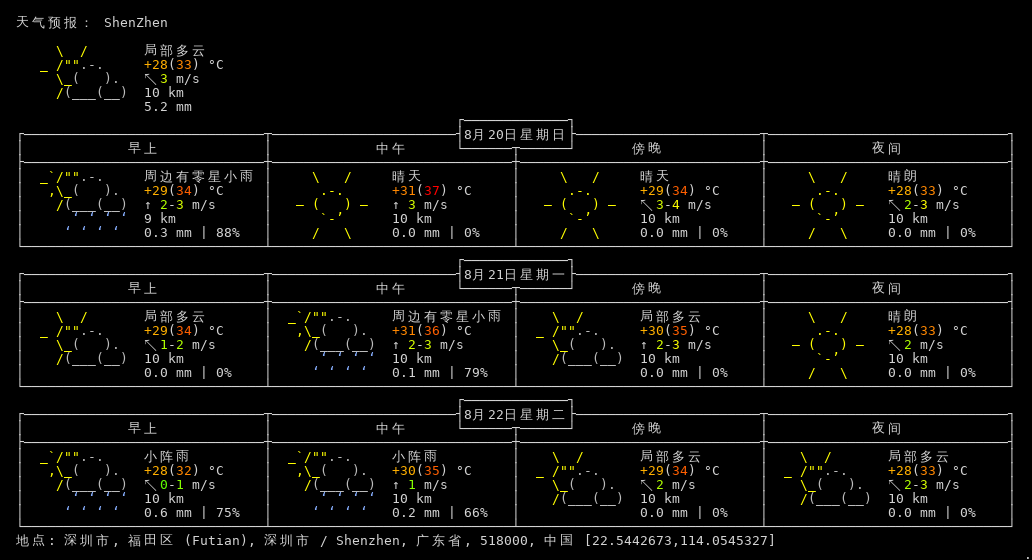 天气预报： ShenZhen
局部多云
+28(33) °C
↖3 m/s
10 km
5.2 mm
8月20日星期日
早上 中午 傍晚 夜间
周边有零星小雨 晴天 晴天 晴朗
+29(34) °C +31(37) °C +29(34) °C +28(33) °C
↑ 2-3 m/s ↑ 3 m/s ↖3-4 m/s ↖2-3 m/s
9 km 10 km 10 km 10 km
0.3 mm | 88% 0.0 mm | 0% 0.0 mm | 0% 0.0 mm | 0%
8月21日星期一
早上 中午 傍晚 夜间
局部多云 周边有零星小雨 局部多云 晴朗
+29(34) °C +31(36) °C +30(35) °C +28(33) °C
↖1-2 m/s ↑ 2-3 m/s ↑ 2-3 m/s ↖2 m/s
10 km 10 km 10 km 10 km
0.0 mm | 0% 0.1 mm | 79% 0.0 mm | 0% 0.0 mm | 0%
8月22日星期二
早上 中午 傍晚 夜间
小阵雨 小阵雨 局部多云 局部多云
+28(32) °C +30(35) °C +29(34) °C +28(33) °C
↖0-1 m/s ↑ 1 m/s ↖2 m/s ↖2-3 m/s
10 km 10 km 10 km 10 km
0.6 mm | 75% 0.2 mm | 66% 0.0 mm | 0% 0.0 mm | 0%
地点: 深圳市, 福田区 (Futian), 深圳市 / Shenzhen, 广东省, 518000, 中国 [22.5442673,114.0545327]